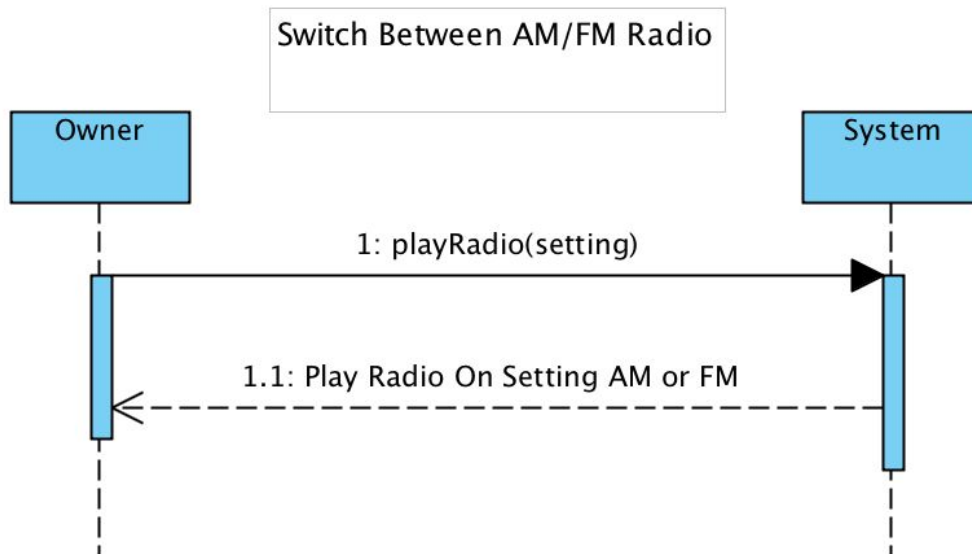 Switch Between AM/FM Radio
Owner
System
1: playRadio(setting)
1.1: Play Radio On Setting AM or FM